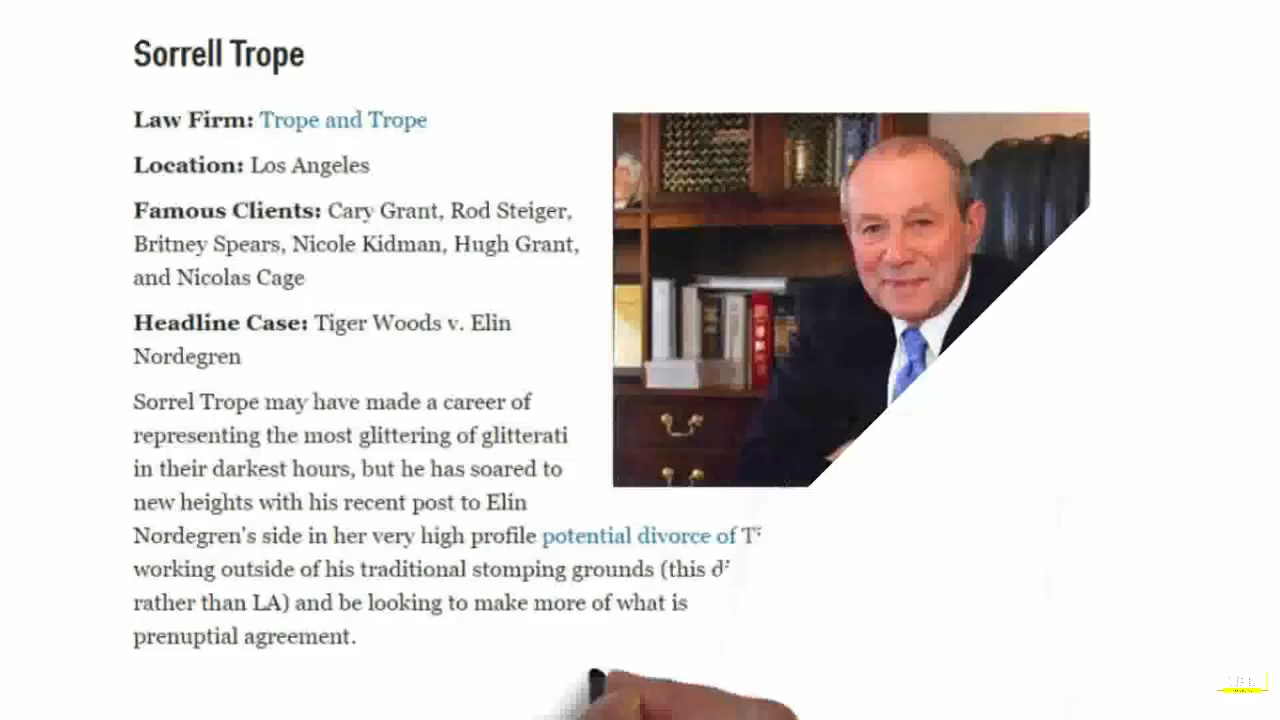 Sorrell Trope
Law Firm: Trope and Trope
Location: Los Angeles
Famous Clients: Cary Grant, Rod Steiger,
Britney Spears, Nicole Kidman, Hugh Grant,
and Nicolas Cage
Headline Case: Tiger Woods v. Elin
Nordegren
Sorrel Trope may have made a career of
representing the most glittering of glitterati
in their darkest hours, but he has soared to
new heights with his recent post to Elin
Nordegren's side in her very high profile potential divorce of
working outside of his traditional stomping grounds (this
rather than LA) and be looking to make more of what is
prenuptial agreement.